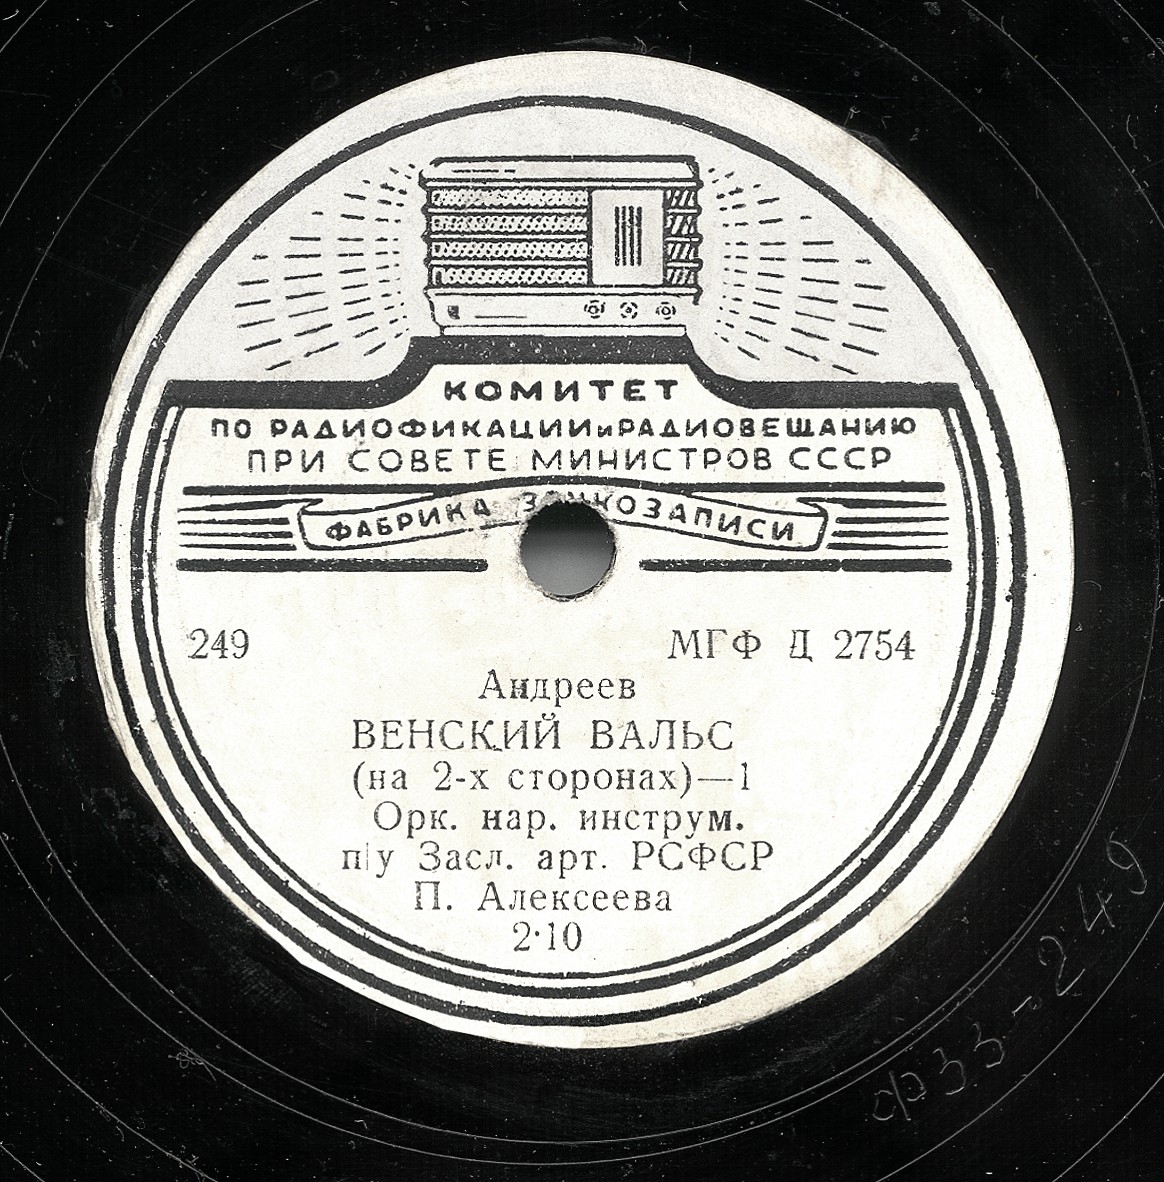 КОМИТЕТ
ПО РАДИОФИКАЦИИ и РАДИОВЕЩАНИЮ
ПРИ СОВЕТЕ МИНИСТРОВ СССР
ФАБРИКА ЗВУКОЗАПИСИ
249 МГФ Д 2754
Андреев
ВЕНСКИЙ ВАЛЬС
(на 2-х сторонах)—1
Орк. нар. инструм.
п/у Засл. арт. РСФСР
П. Алексеева
2·10
Ф33-249